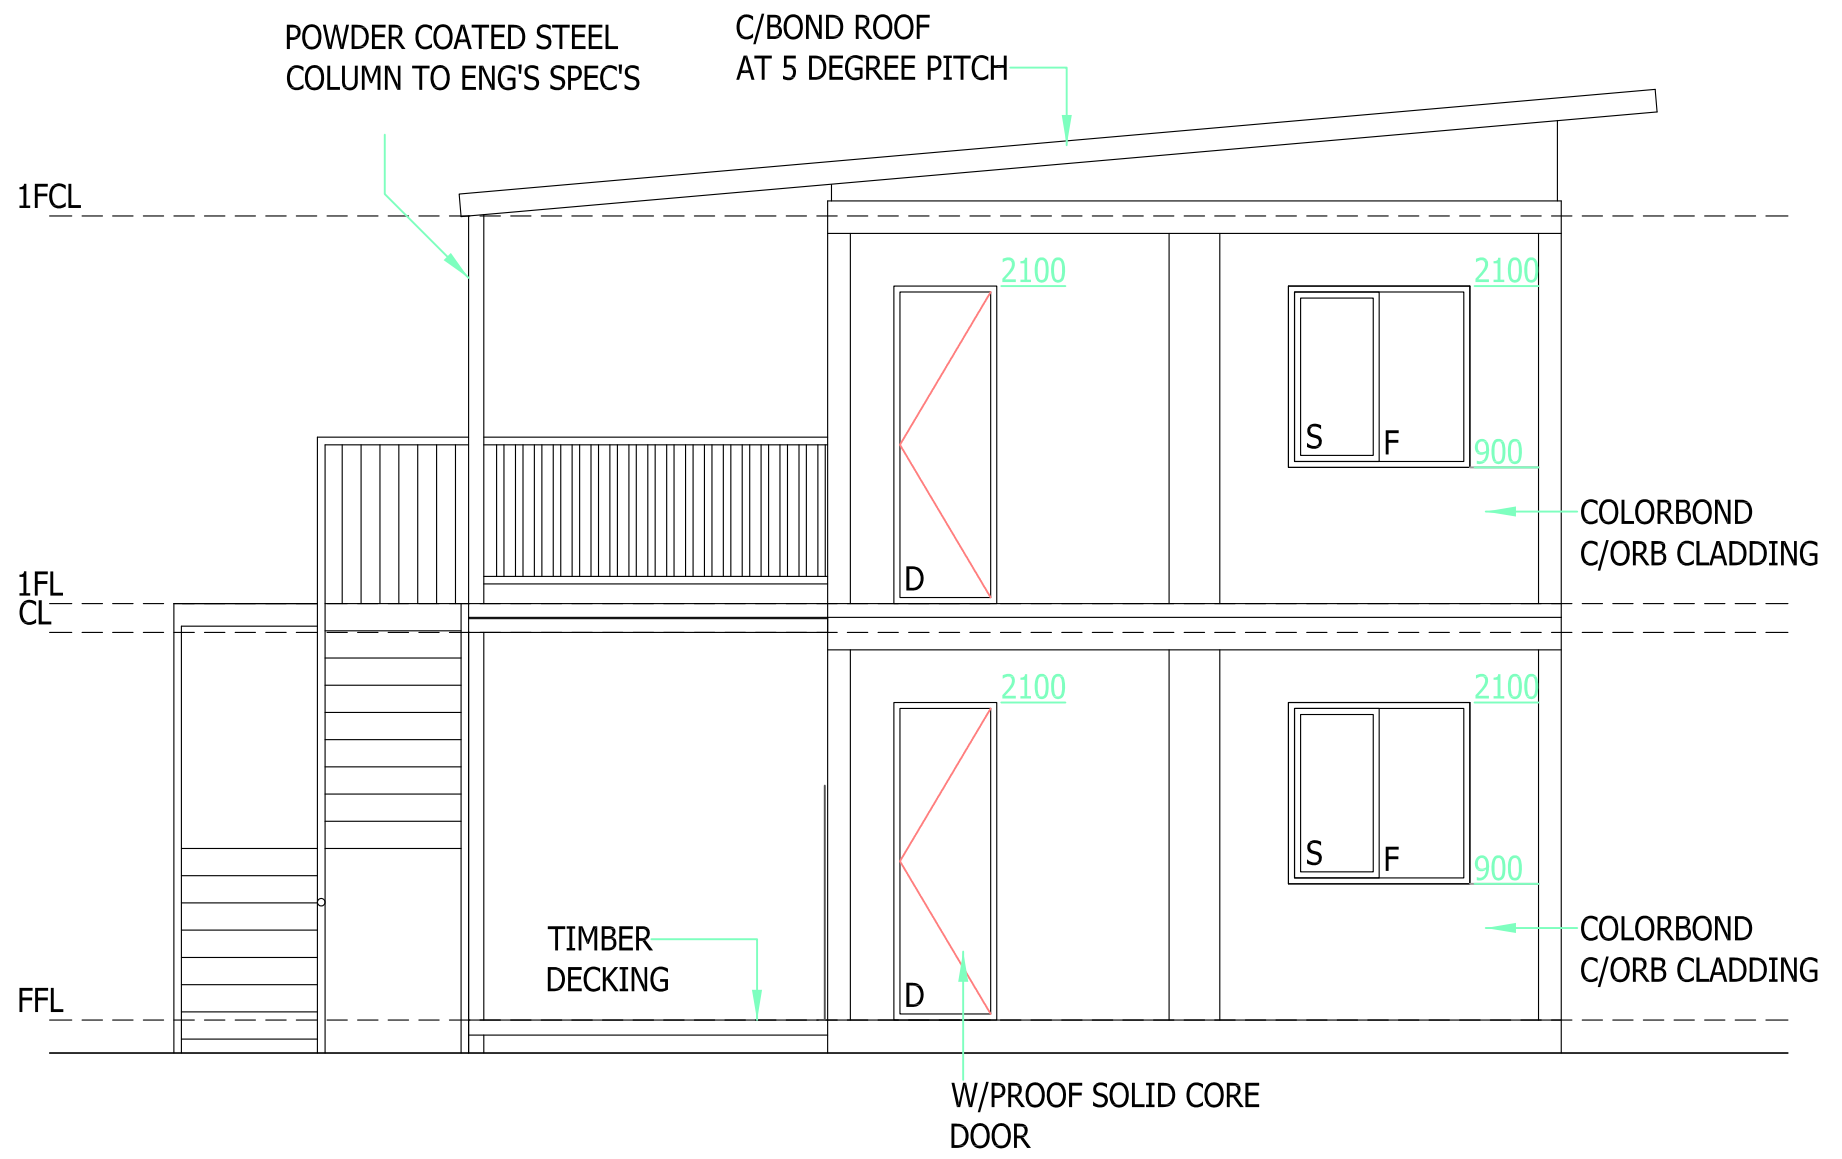 C/BOND ROOF
AT 5 DEGREE PITCH
POWDER COATED STEEL
COLUMN TO ENG'S SPEC'S
1FCL
2100
2100
S
F
900
COLORBOND
C/ORB CLADDING
D
1FL
CL
2100
2100
S
F
900
COLORBOND
C/ORB CLADDING
TIMBER
DECKING
D
FFL
W/PROOF SOLID CORE
DOOR